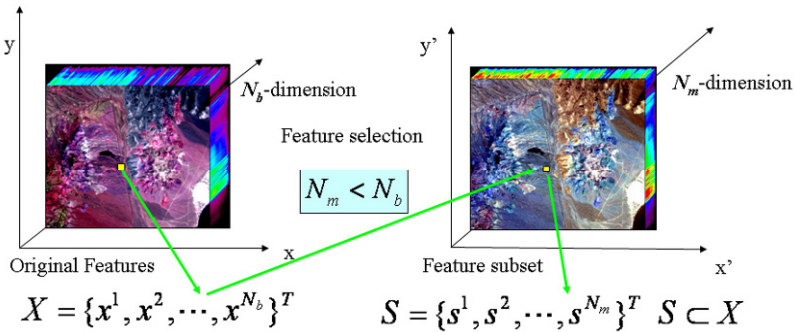 y
N_b-dimension
Feature selection
N_m < N_b
x
Original Features
X = {x^1, x^2, ⋯, x^{N_b}}^T
y'
N_m-dimension
x'
Feature subset
S = {s^1, s^2, ⋯, s^{N_m}}^T S ⊂ X